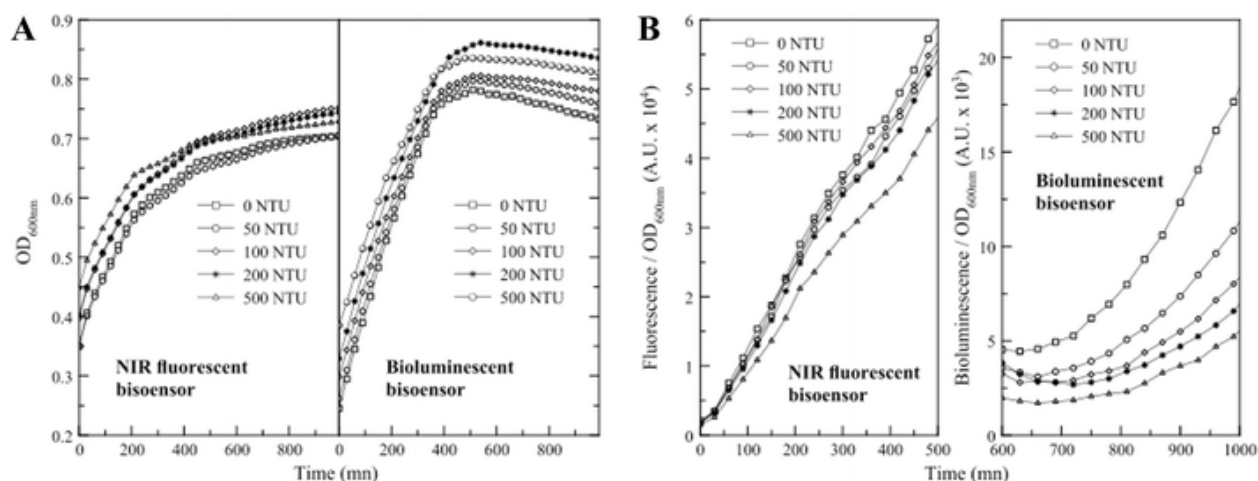 A
0.9
0.8
0.7
0.6
0.5
0.4
0.3
0.2
OD600nm
0 NTU
50 NTU
100 NTU
200 NTU
500 NTU
NIR fluorescent
bisoensor
0 200 400 600 800
0 NTU
50 NTU
100 NTU
200 NTU
500 NTU
Bioluminescent
bisoensor
0 200 400 600 800
Time (mn)
B
6
5
4
3
2
1
0
Fluorescence / OD600nm (A.U. x 10⁴)
0 NTU
50 NTU
100 NTU
200 NTU
500 NTU
NIR fluorescent
bisoensor
0 100 200 300 400 500
Time (mn)
20
15
10
5
0
Bioluminescence / OD600nm (A.U. x 10³)
0 NTU
50 NTU
100 NTU
200 NTU
500 NTU
Bioluminescent
bisoensor
600 700 800 900 1000
Time (mn)